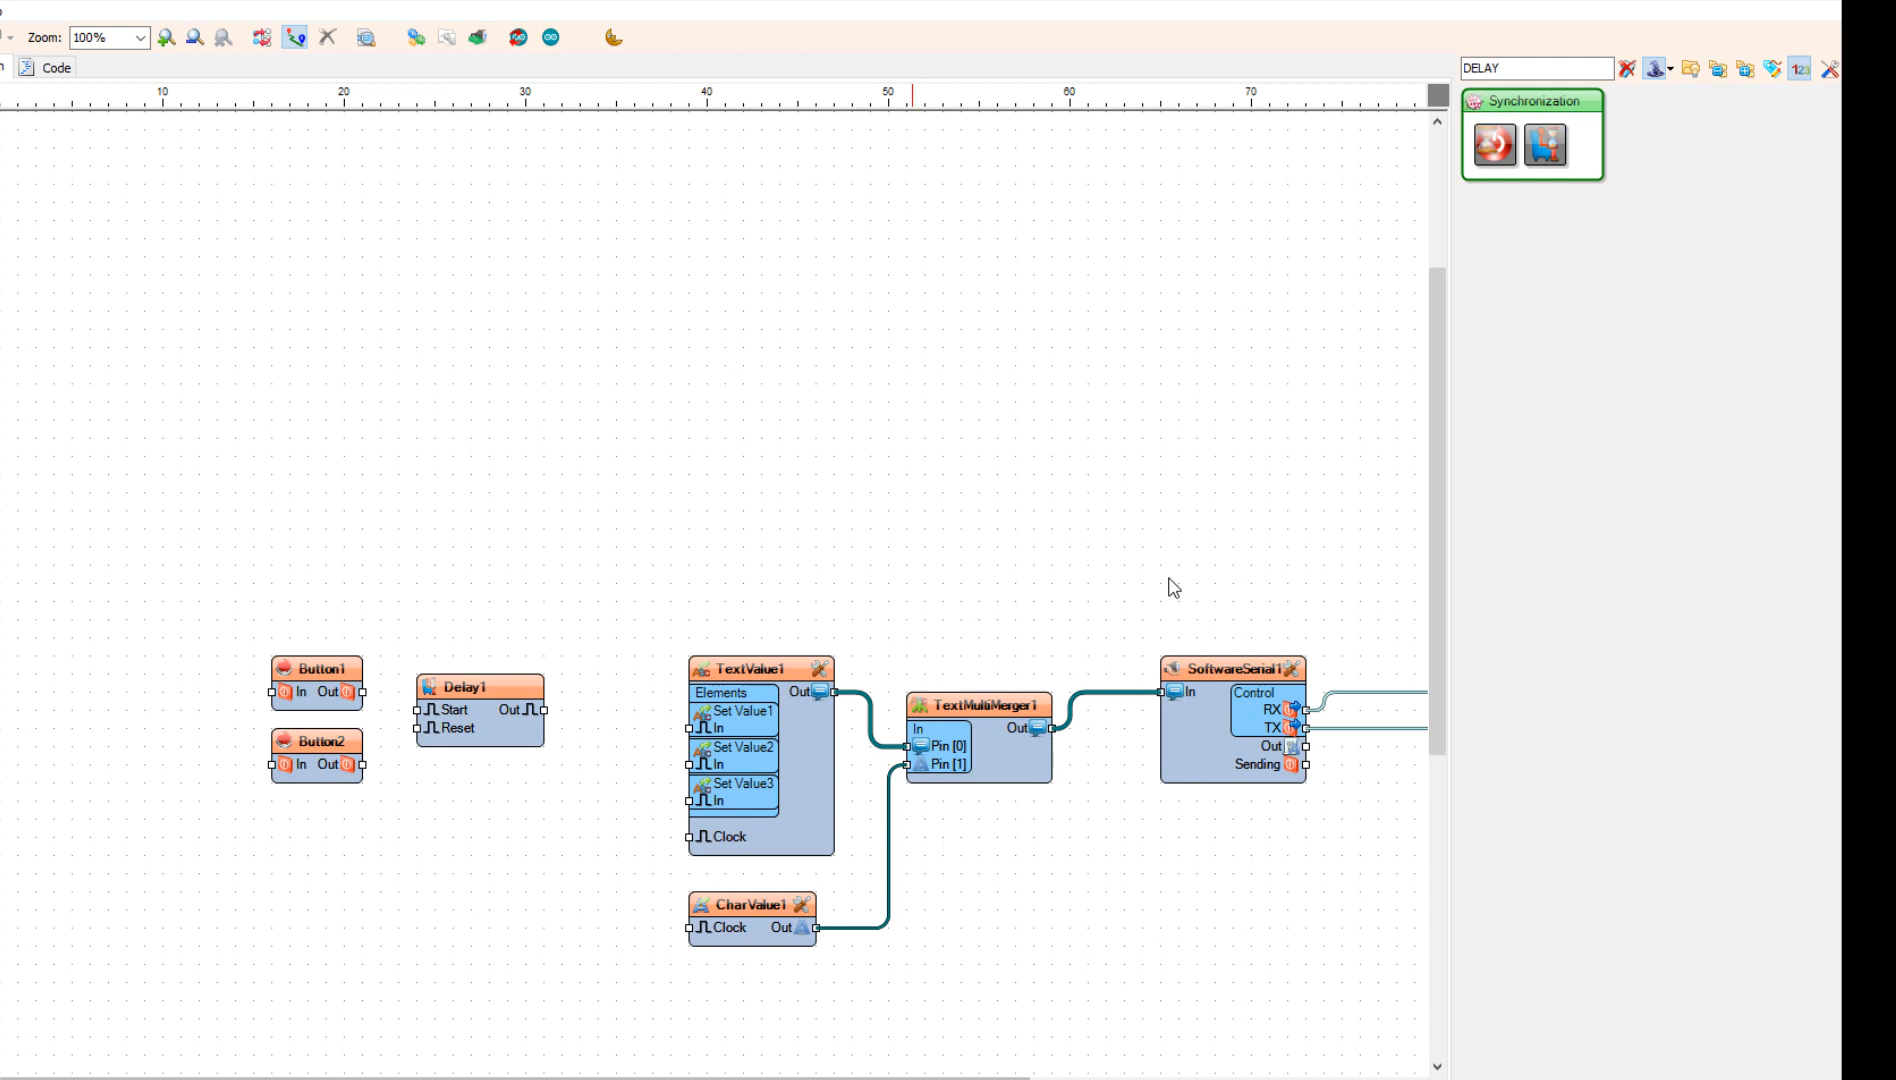 Zoom: 100%
Code
DELAY
123
10 20 30 40 50 60 70
Synchronization
Button1
In Out
Button2
In Out
Delay1
Start Out
Reset
TextValue1
Elements Out
Set Value1
In
Set Value2
In
Set Value3
In
Clock
CharValue1
Clock Out
TextMultiMerger1
In Out
Pin [0]
Pin [1]
SoftwareSerial1
In Control
RX
TX
Out
Sending